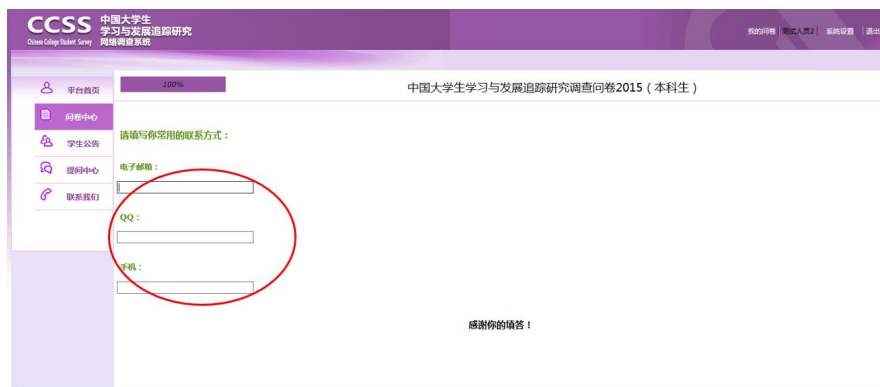 CCSS 中国大学生
学习与发展追踪研究
Chinese College Student Survey 网络调查系统
我的问卷 测试人员2 系统设置 退出
平台首页
问卷中心
学生公告
提问中心
联系我们
100%
中国大学生学习与发展追踪研究调查问卷2015（本科生）
请填写你常用的联系方式：
电子邮箱：
QQ：
手机：
感谢你的填答！